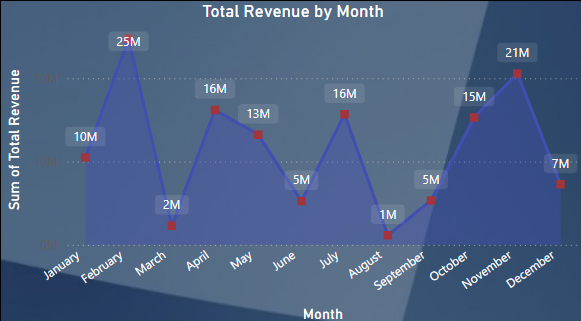 Total Revenue by Month
Sum of Total Revenue
10M
25M
2M
16M
13M
5M
16M
1M
5M
15M
21M
7M
0M
January
February
March
April
May
June
July
August
September
October
November
December
Month